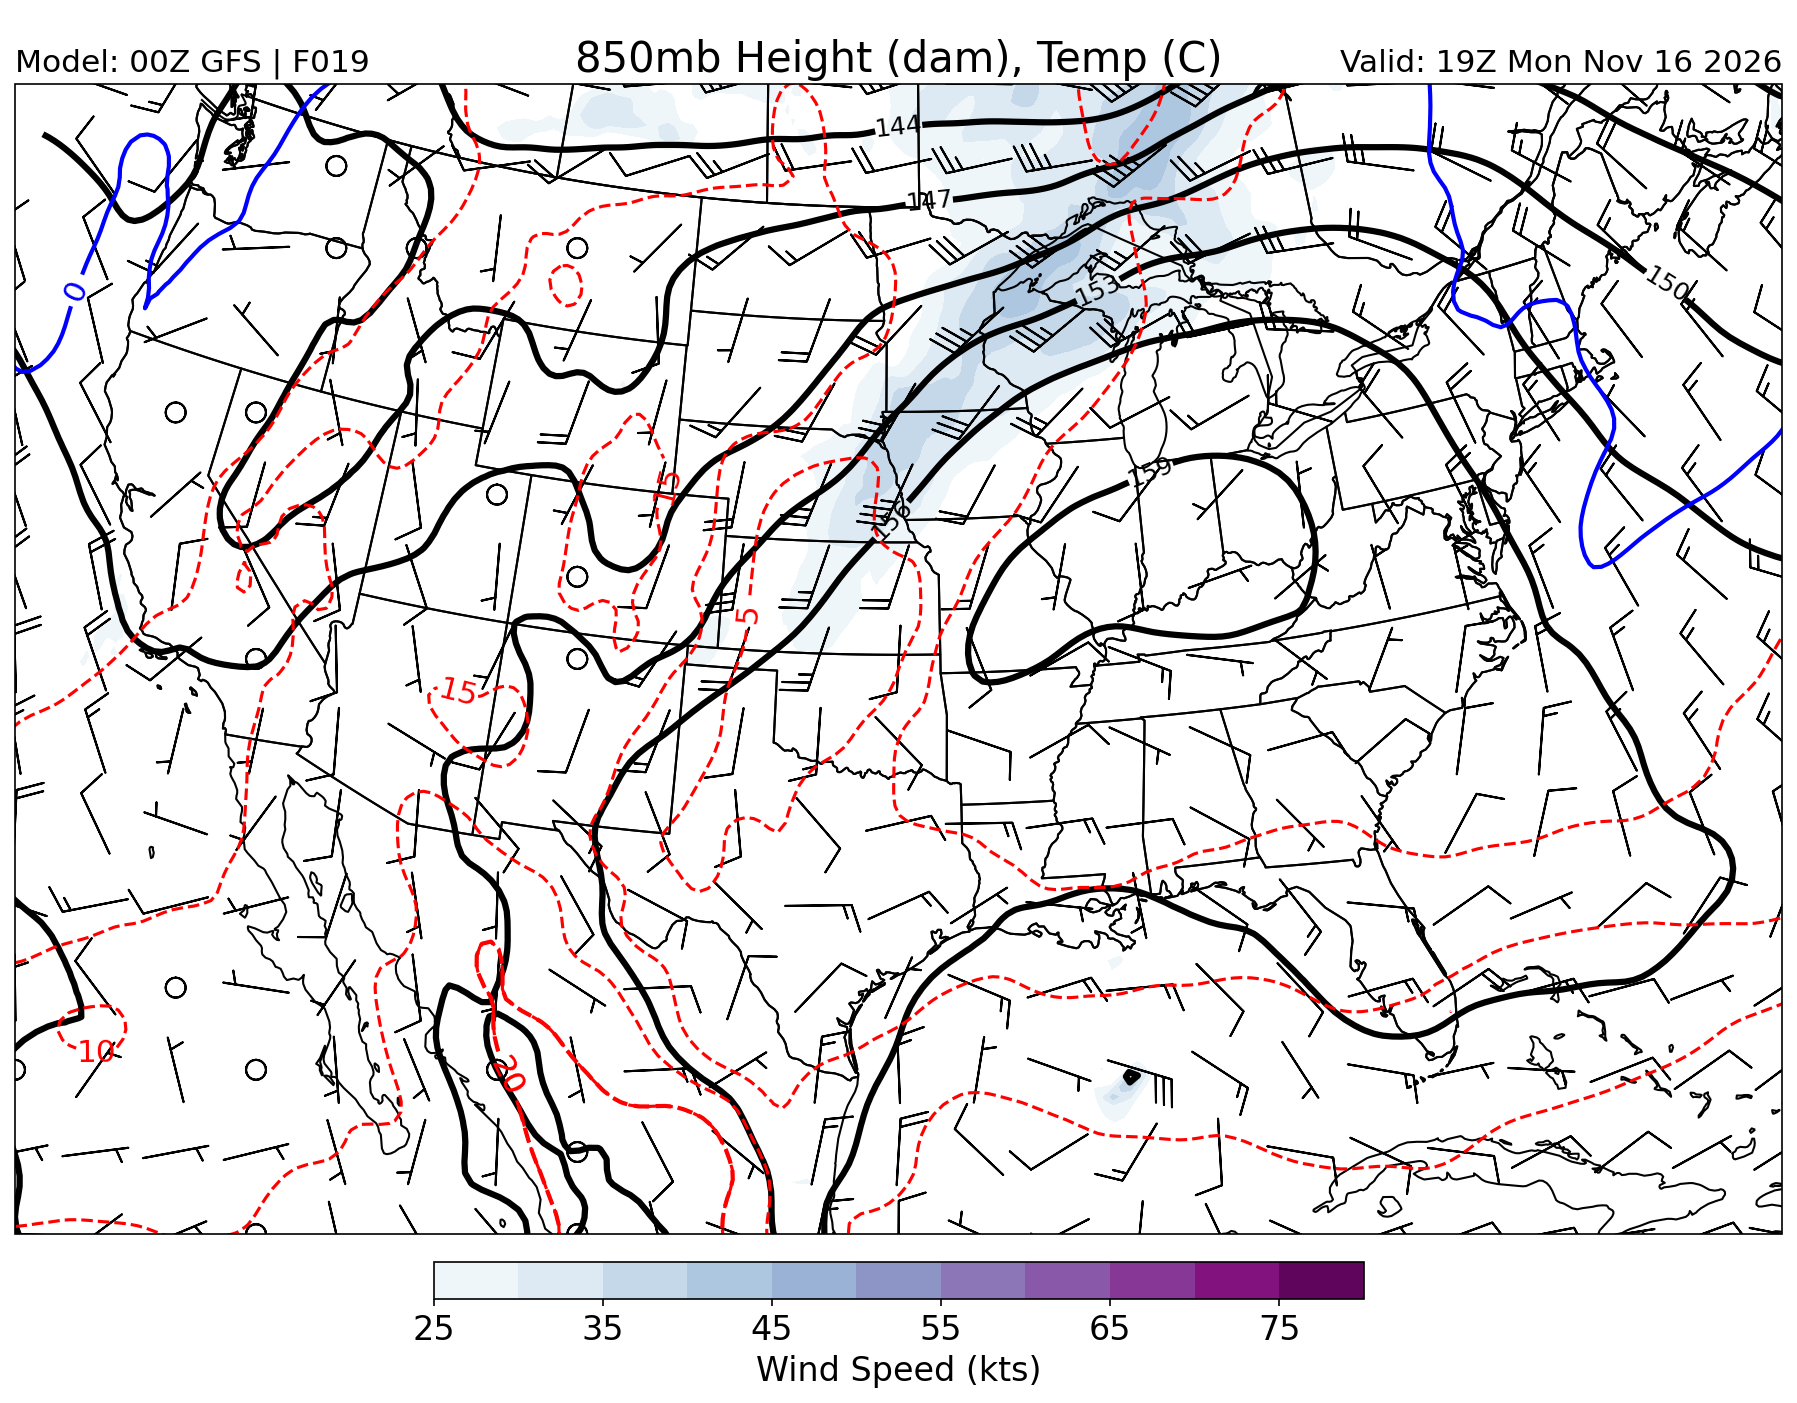 Model: 00Z GFS | F019
850mb Height (dam), Temp (C)
Valid: 19Z Mon Nov 16 2026
144
147
150
153
0
159
15
156
5
15
10
20
25 35 45 55 65 75
Wind Speed (kts)